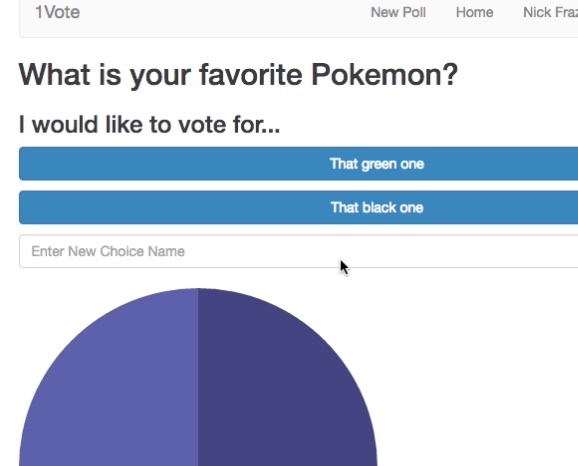 1Vote New Poll Home Nick Fraz
What is your favorite Pokemon?
I would like to vote for...
That green one
That black one
Enter New Choice Name